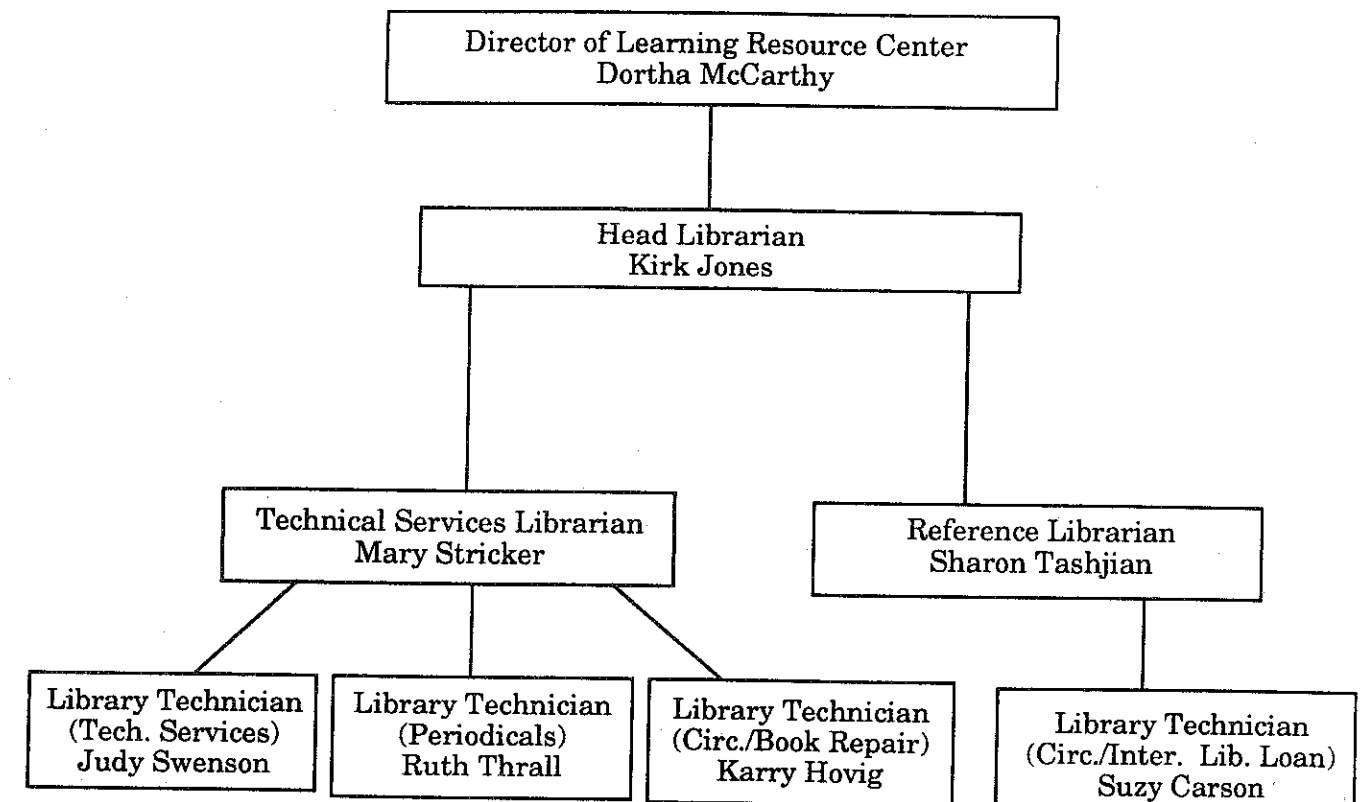 Director of Learning Resource Center
Dortha McCarthy
Head Librarian
Kirk Jones
Technical Services Librarian
Mary Stricker
Reference Librarian
Sharon Tashjian
Library Technician
(Tech. Services)
Judy Swenson
Library Technician
(Periodicals)
Ruth Thrall
Library Technician
(Circ./Book Repair)
Karry Hovig
Library Technician
(Circ./Inter. Lib. Loan)
Suzy Carson